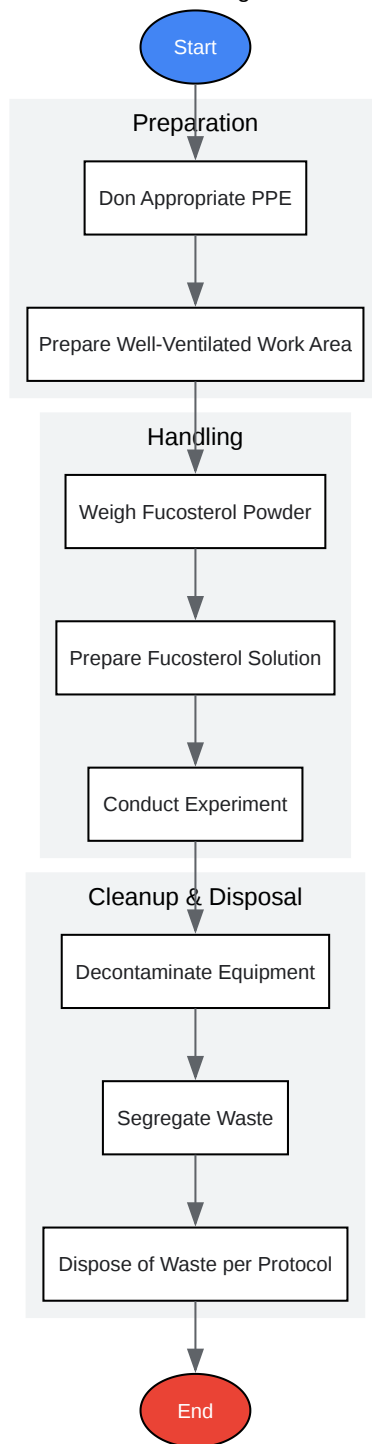 Start
Preparation
Don Appropriate PPE
Prepare Well-Ventilated Work Area
Handling
Weigh Fucosterol Powder
Prepare Fucosterol Solution
Conduct Experiment
Cleanup & Disposal
Decontaminate Equipment
Segregate Waste
Dispose of Waste per Protocol
End